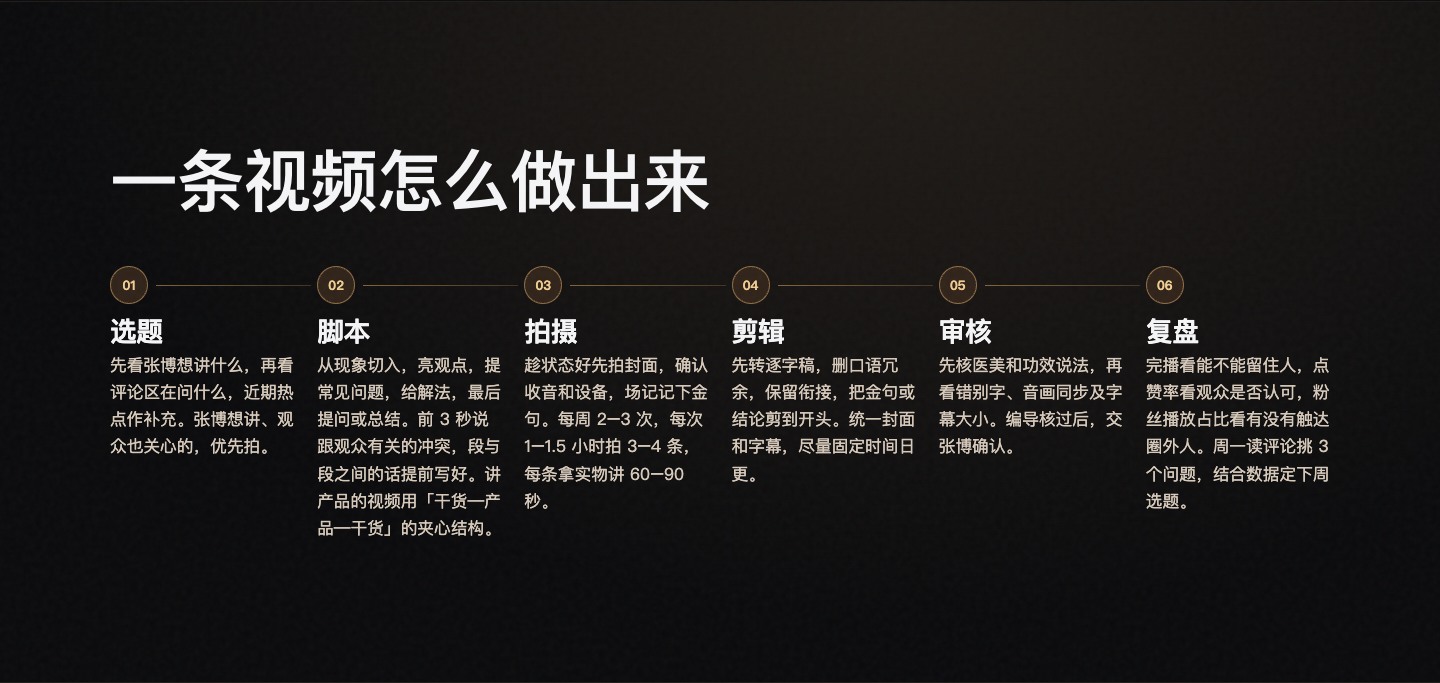 一条视频怎么做出来
01
选题
先看张博想讲什么，再看
评论区在问什么，近期热
点作补充。张博想讲、观
众也关心的，优先拍。
02
脚本
从现象切入，亮观点，提
常见问题，给解法，最后
提问或总结。前 3 秒说
跟观众有关的冲突，段与
段之间的话提前写好。讲
产品的视频用「干货—产
品—干货」的夹心结构。
03
拍摄
趁状态好先拍封面，确认
收音和设备，场记记下金
句。每周 2—3 次，每次
1—1.5 小时拍 3—4 条，
每条拿实物讲 60—90
秒。
04
剪辑
先转逐字稿，删口语冗
余，保留衔接，把金句或
结论剪到开头。统一封面
和字幕，尽量固定时间日
更。
05
审核
先核医美和功效说法，再
看错别字、音画同步及字
幕大小。编导核过后，交
张博确认。
06
复盘
完播看能不能留住人，点
赞率看观众是否认可，粉
丝播放占比看有没有触达
圈外人。周一读评论挑 3
个问题，结合数据定下周
选题。